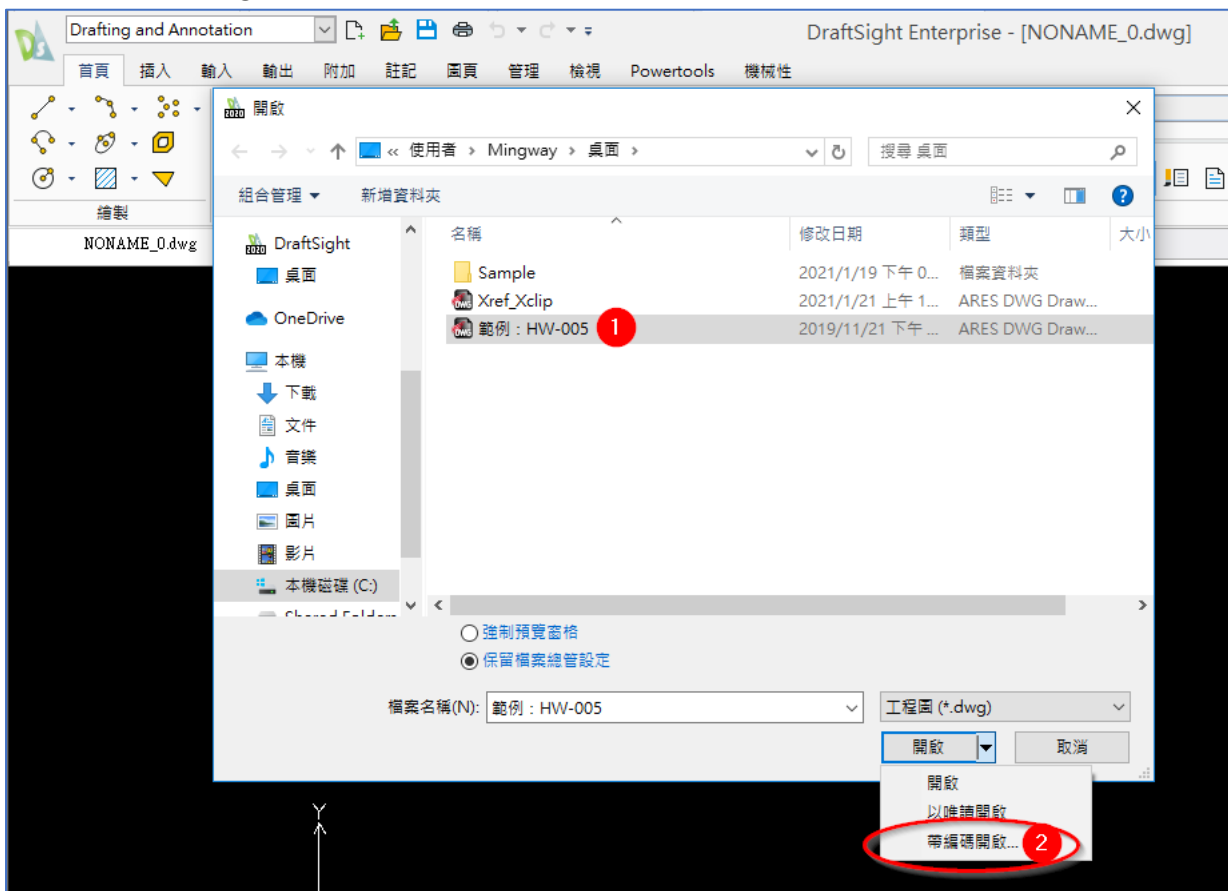 Drafting and Annotation
DraftSight Enterprise - [NONAME_0.dwg]
首頁 插入 輸入 輸出 附加 註記 圖頁 管理 檢視 Powertools 機械性
繪製
NONAME_0.dwg
2020 開啟
« 使用者 › Mingway › 桌面 ›
搜尋 桌面
組合管理 新增資料夾
名稱 修改日期 類型 大小
DraftSight
桌面
OneDrive
本機
下載
文件
音樂
桌面
圖片
影片
本機磁碟 (C:)
Sample 2021/1/19 下午 0... 檔案資料夾
Xref_Xclip 2021/1/21 上午 1... ARES DWG Draw...
範例：HW-005 1 2019/11/21 下午 ... ARES DWG Draw...
強制預覽窗格
保留檔案總管設定
檔案名稱(N): 範例：HW-005 工程圖 (*.dwg)
開啟 取消
開啟
以唯讀開啟
帶編碼開啟... 2
Y